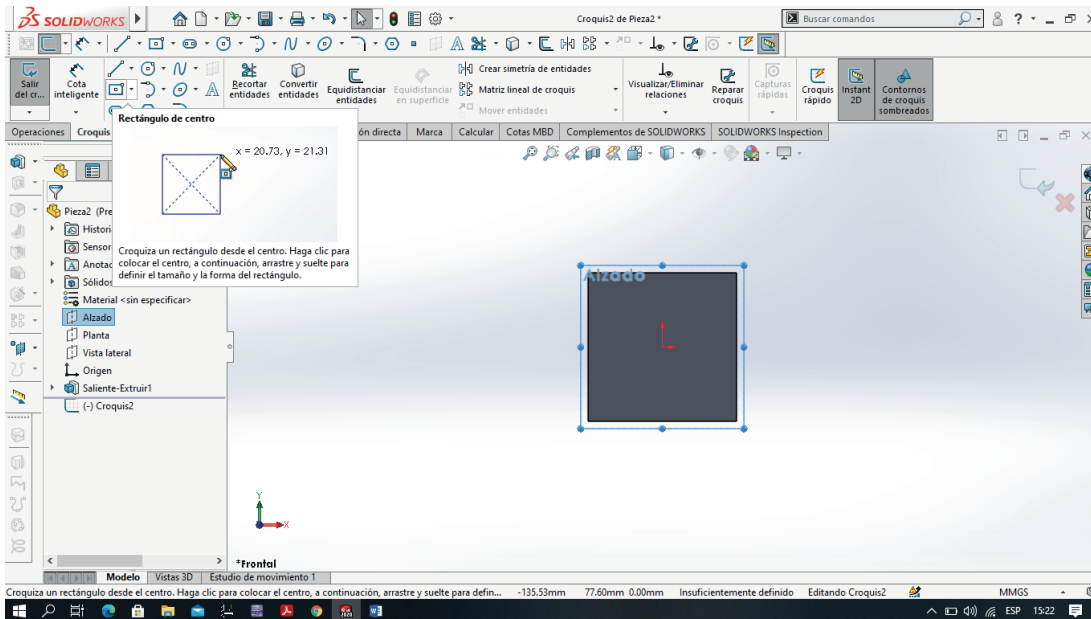 SOLIDWORKS
Croquis2 de Pieza2 *
Buscar comandos
Salir del cr...
Cota inteligente
Recortar entidades
Convertir entidades
Equidistanciar entidades
Equidistanciar en superficie
Crear simetría de entidades
Matriz lineal de croquis
Mover entidades
Visualizar/Eliminar relaciones
Reparar croquis
Capturas rápidas
Croquis rápido
Instant 2D
Contornos de croquis sombreados
Operaciones
Croquis
ón directa
Marca
Calcular
Cotas MBD
Complementos de SOLIDWORKS
SOLIDWORKS Inspection
Rectángulo de centro
x = 20.73, y = 21.31
Croquiza un rectángulo desde el centro. Haga clic para
colocar el centro, a continuación, arrastre y suelte para
definir el tamaño y la forma del rectángulo.
Pieza2 (Pre
Histori
Sensor
Anotac
Sólidos
Material <sin especificar>
Alzado
Planta
Vista lateral
Origen
Saliente-Extruir1
(-) Croquis2
Alzado
Y
X
*Frontal
Modelo
Vistas 3D
Estudio de movimiento 1
Croquiza un rectángulo desde el centro. Haga clic para colocar el centro, a continuación, arrastre y suelte para defin...
-135.53mm
77.60mm 0.00mm
Insuficientemente definido
Editando Croquis2
MMGS
ESP
15:22